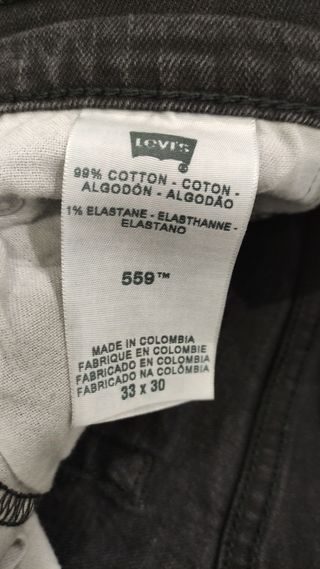 Levi's
®
99% COTTON - COTON -
ALGODÓN - ALGODÃO
1% ELASTANE - ELASTHANNE -
ELASTANO
559™
MADE IN COLOMBIA
FABRIQUE EN COLOMBIE
FABRICADO EN COLOMBIA
FABRICADO NA COLÔMBIA
33 X 30